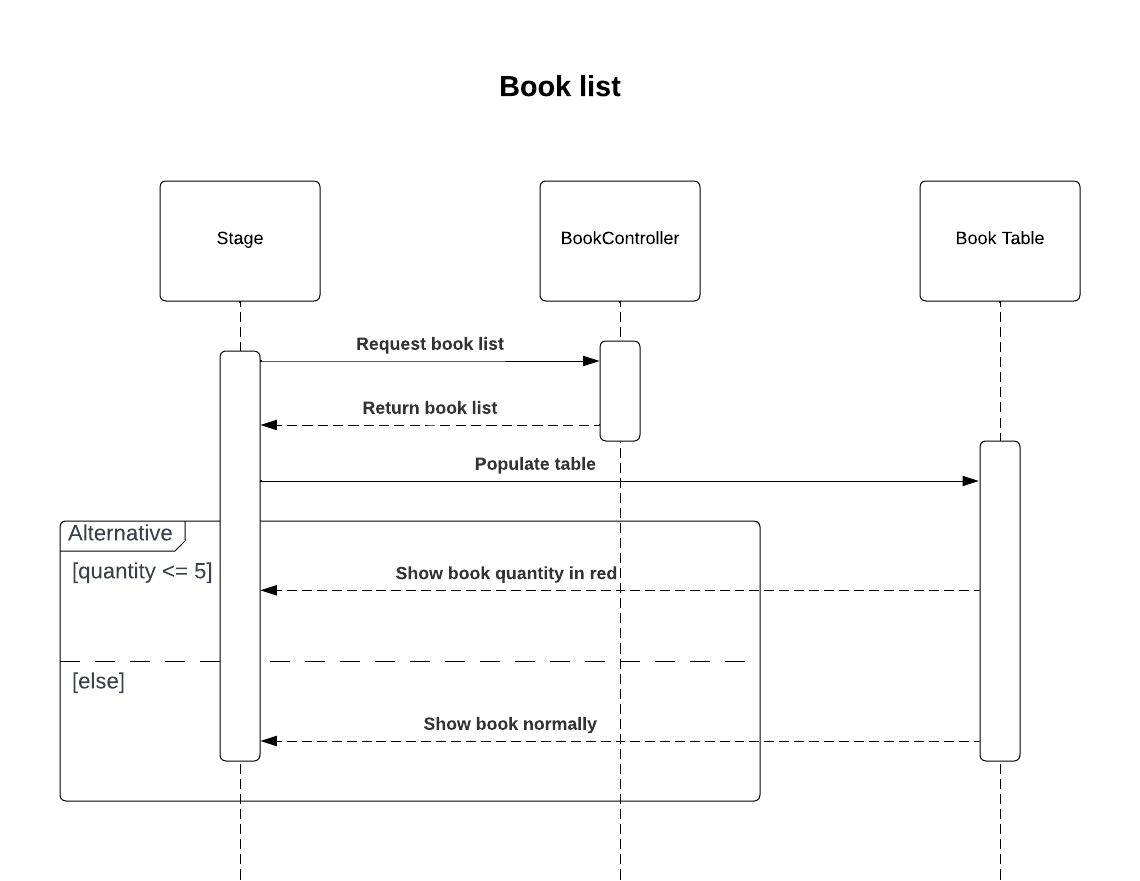 Book list
Stage
BookController
Book Table
Request book list
Return book list
Populate table
Alternative
[quantity <= 5]
Show book quantity in red
[else]
Show book normally